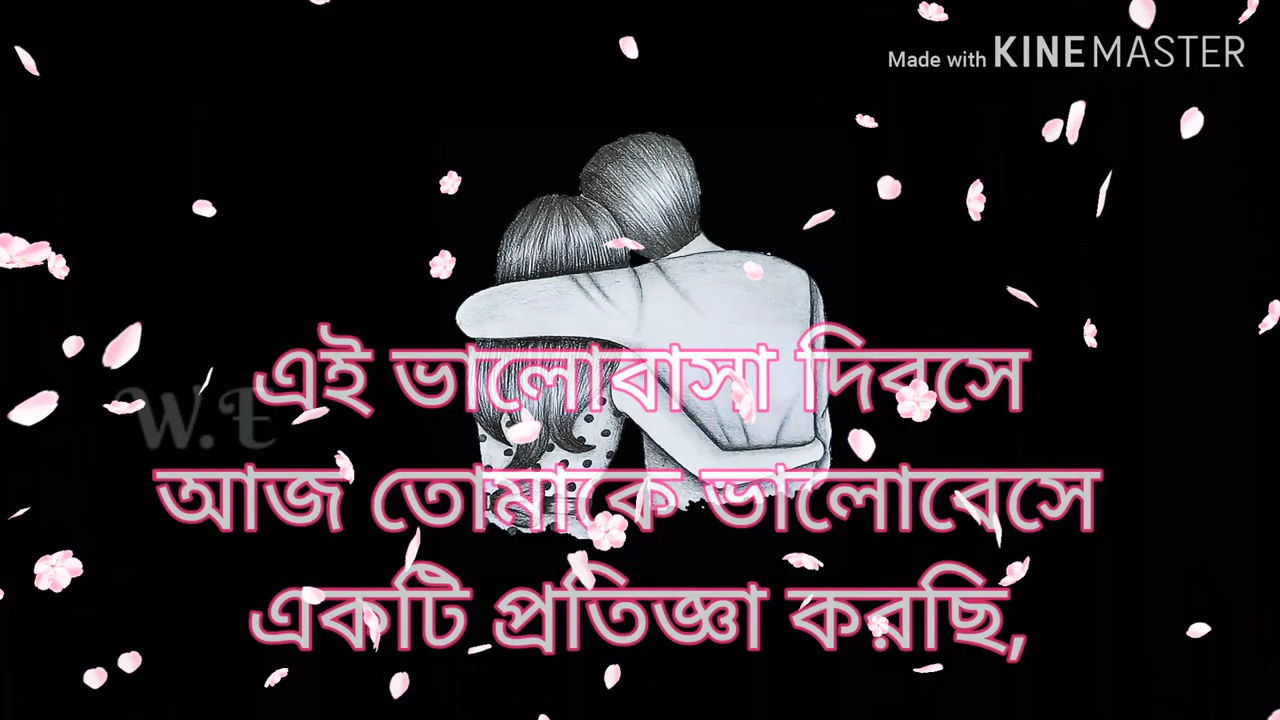 Made with KINEMASTER
W.E
এই ভালোবাসা দিবসে
আজ তোমাকে ভালোবেসে
একটি প্রতিজ্ঞা করছি,